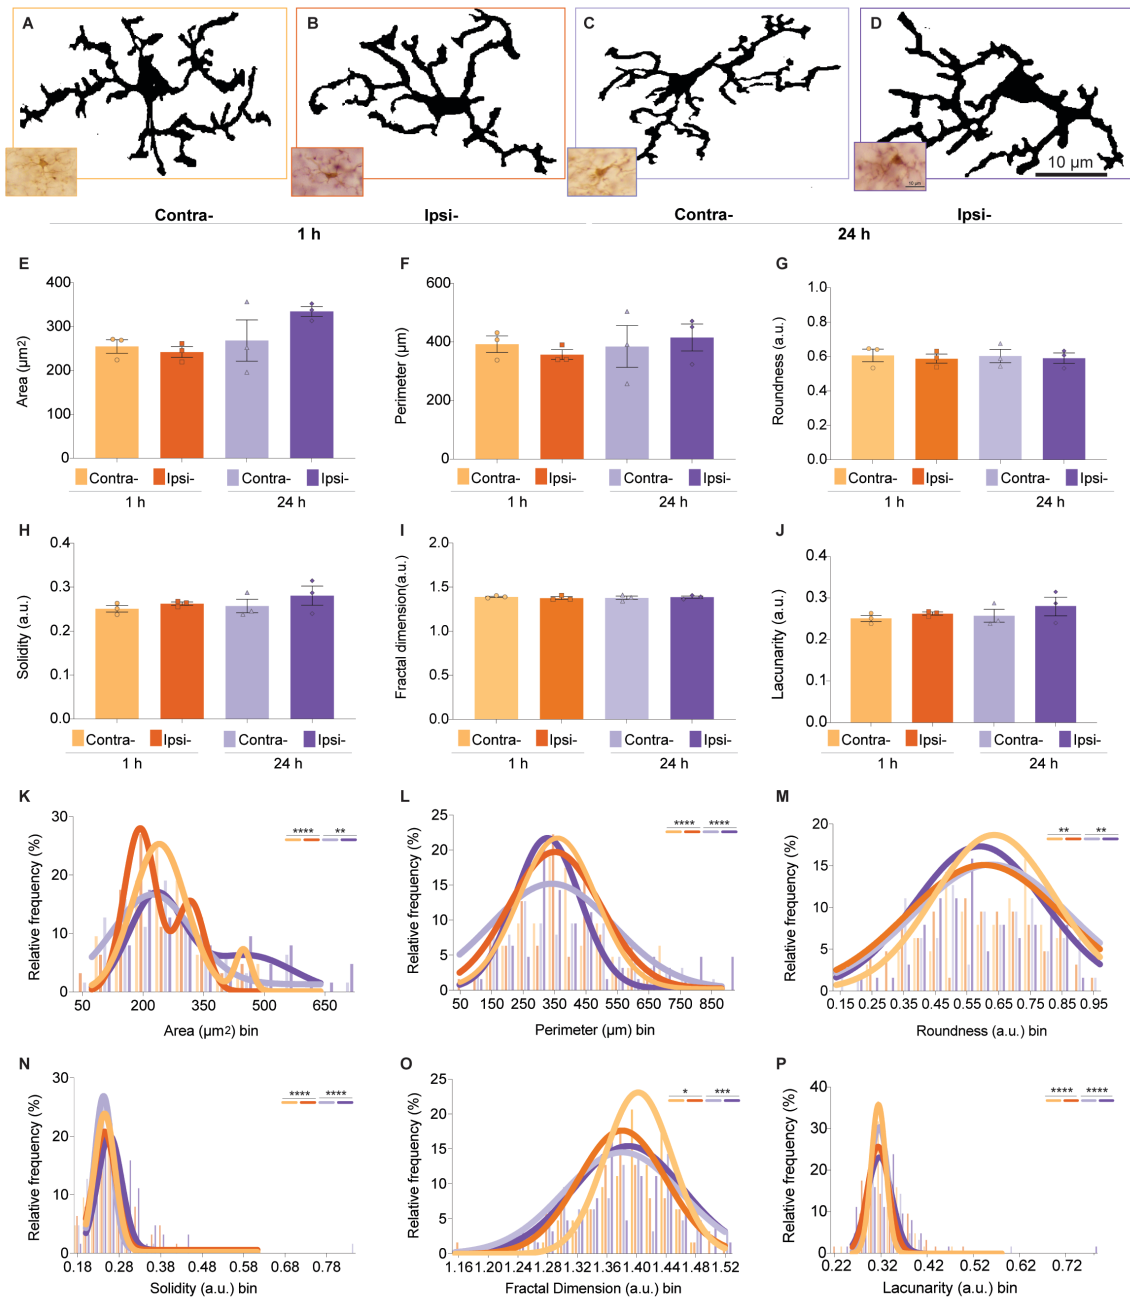 A
B
C
D
10 µm
10 µm
Contra-
Ipsi-
Contra-
Ipsi-
1 h
24 h
E
Area (µm2)
400
300
200
100
0
Contra-
Ipsi-
Contra-
Ipsi-
1 h
24 h
F
Perimeter (µm)
600
400
200
0
Contra-
Ipsi-
Contra-
Ipsi-
1 h
24 h
G
Roundness (a.u.)
1.0
0.8
0.6
0.4
0.2
0.0
Contra-
Ipsi-
Contra-
Ipsi-
1 h
24 h
H
Solidity (a.u.)
0.4
0.3
0.2
0.1
0.0
Contra-
Ipsi-
Contra-
Ipsi-
1 h
24 h
I
Fractal dimension(a.u.)
2.0
1.5
1.0
0.5
0.0
Contra-
Ipsi-
Contra-
Ipsi-
1 h
24 h
J
Lacunarity (a.u.)
0.4
0.3
0.2
0.1
0.0
Contra-
Ipsi-
Contra-
Ipsi-
1 h
24 h
K
Relative frequency (%)
30
20
10
0
**** **
50 200 350 500 650
Area (µm2) bin
L
Relative frequency (%)
25
20
15
10
5
0
**** ****
50 150 250 350 450 550 650 750 850
Perimeter (µm) bin
M
Relative frequency (%)
20
15
10
5
0
** **
0.15 0.25 0.35 0.45 0.55 0.65 0.75 0.85 0.95
Roundness (a.u.) bin
N
Relative frequency (%)
30
20
10
0
**** ****
0.18 0.28 0.38 0.48 0.58 0.68 0.78
Solidity (a.u.) bin
O
Relative frequency (%)
25
20
15
10
5
0
* ***
1.16 1.20 1.24 1.28 1.32 1.36 1.40 1.44 1.48 1.52
Fractal Dimension (a.u.) bin
P
Relative frequency (%)
40
30
20
10
0
**** ****
0.22 0.32 0.42 0.52 0.62 0.72
Lacunarity (a.u.) bin